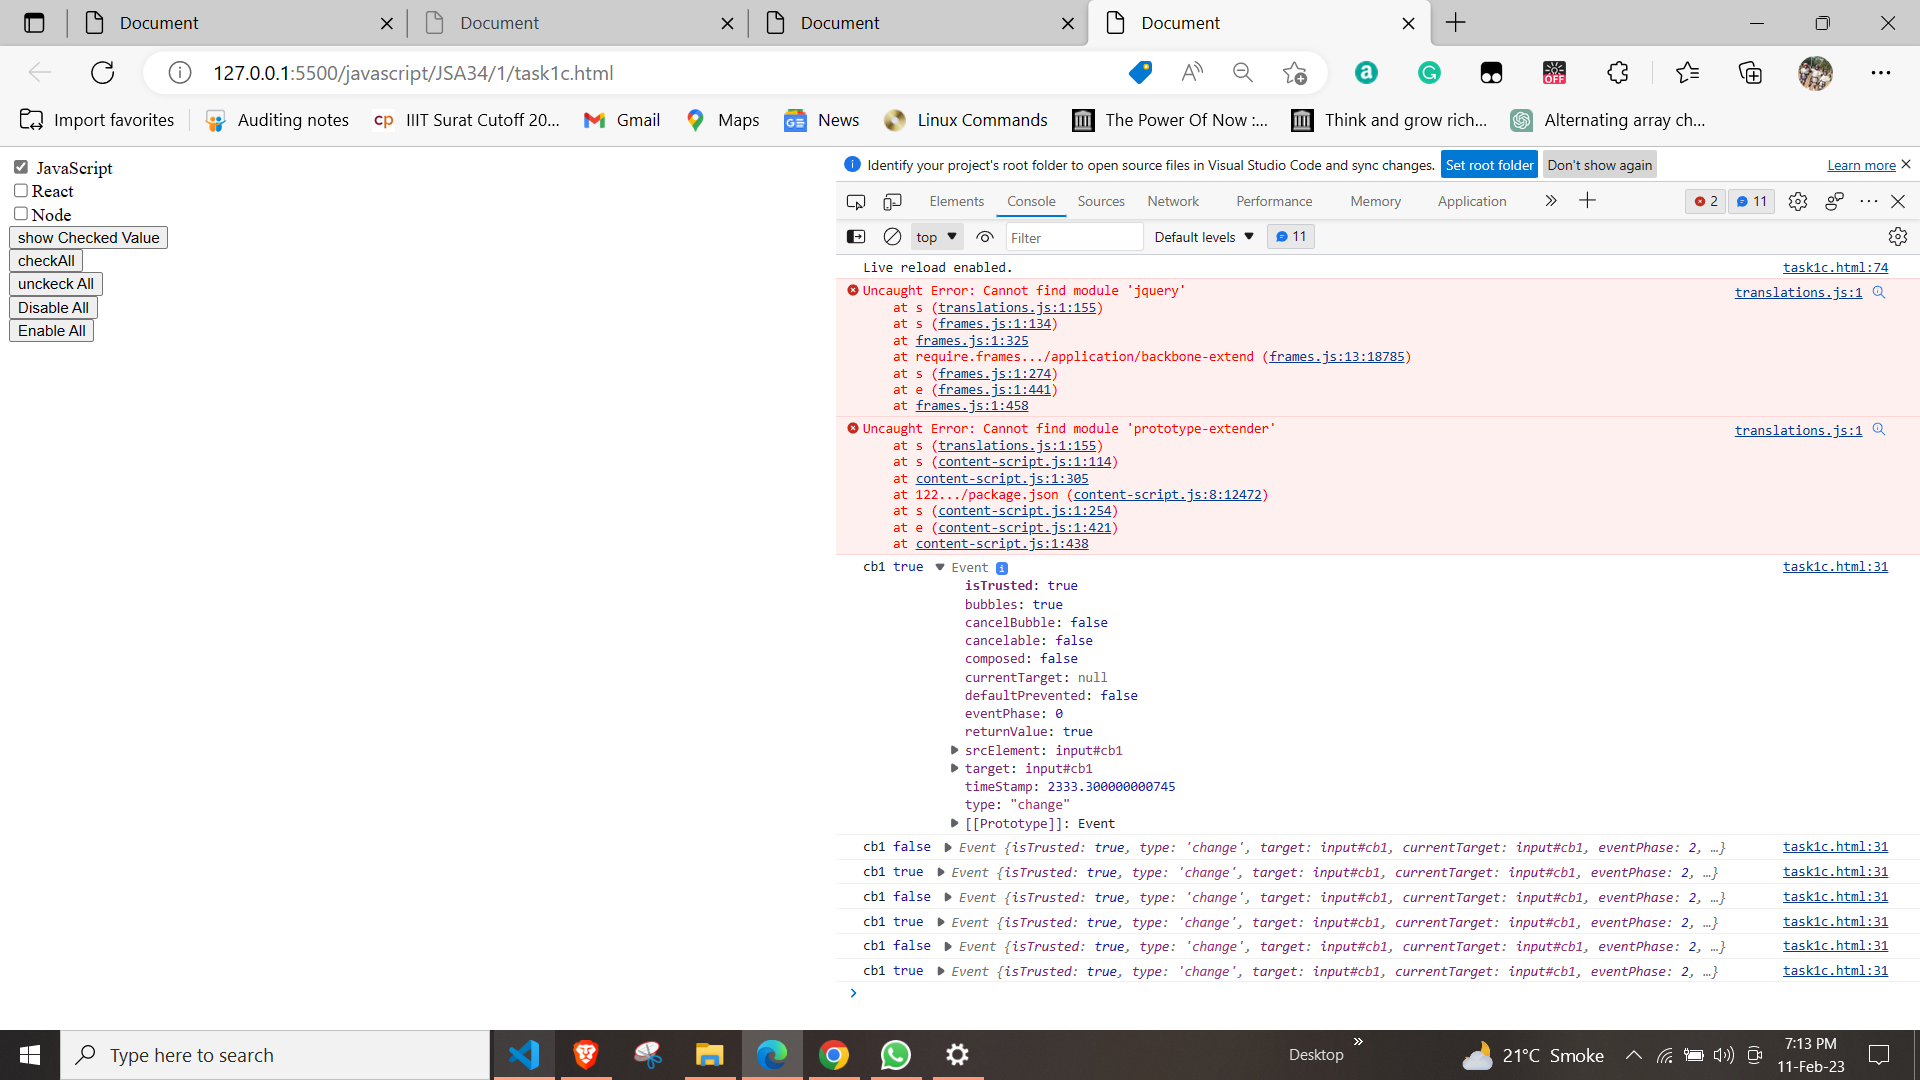 Document
Document
Document
Document
127.0.0.1:5500/javascript/JSA34/1/task1c.html
OFF
Import favorites
Auditing notes
cp IIIT Surat Cutoff 20...
Gmail
Maps
News
Linux Commands
The Power Of Now :...
Think and grow rich...
Alternating array ch...
JavaScript
React
Node
show Checked Value
checkAll
unckeck All
Disable All
Enable All
Identify your project's root folder to open source files in Visual Studio Code and sync changes. Set root folder Don't show again Learn more
Elements Console Sources Network Performance Memory Application 2 11
top Filter Default levels 11
Live reload enabled. task1c.html:74
Uncaught Error: Cannot find module 'jquery' translations.js:1
at s (translations.js:1:155)
at s (frames.js:1:134)
at frames.js:1:325
at require.frames.../application/backbone-extend (frames.js:13:18785)
at s (frames.js:1:274)
at e (frames.js:1:441)
at frames.js:1:458
Uncaught Error: Cannot find module 'prototype-extender' translations.js:1
at s (translations.js:1:155)
at s (content-script.js:1:114)
at content-script.js:1:305
at 122.../package.json (content-script.js:8:12472)
at s (content-script.js:1:254)
at e (content-script.js:1:421)
at content-script.js:1:438
cb1 true Event i task1c.html:31
isTrusted: true
bubbles: true
cancelBubble: false
cancelable: false
composed: false
currentTarget: null
defaultPrevented: false
eventPhase: 0
returnValue: true
srcElement: input#cb1
target: input#cb1
timeStamp: 2333.300000000745
type: "change"
[[Prototype]]: Event
cb1 false Event {isTrusted: true, type: 'change', target: input#cb1, currentTarget: input#cb1, eventPhase: 2, …} task1c.html:31
cb1 true Event {isTrusted: true, type: 'change', target: input#cb1, currentTarget: input#cb1, eventPhase: 2, …} task1c.html:31
cb1 false Event {isTrusted: true, type: 'change', target: input#cb1, currentTarget: input#cb1, eventPhase: 2, …} task1c.html:31
cb1 true Event {isTrusted: true, type: 'change', target: input#cb1, currentTarget: input#cb1, eventPhase: 2, …} task1c.html:31
cb1 false Event {isTrusted: true, type: 'change', target: input#cb1, currentTarget: input#cb1, eventPhase: 2, …} task1c.html:31
cb1 true Event {isTrusted: true, type: 'change', target: input#cb1, currentTarget: input#cb1, eventPhase: 2, …} task1c.html:31
Type here to search
Desktop
21°C Smoke
7:13 PM
11-Feb-23